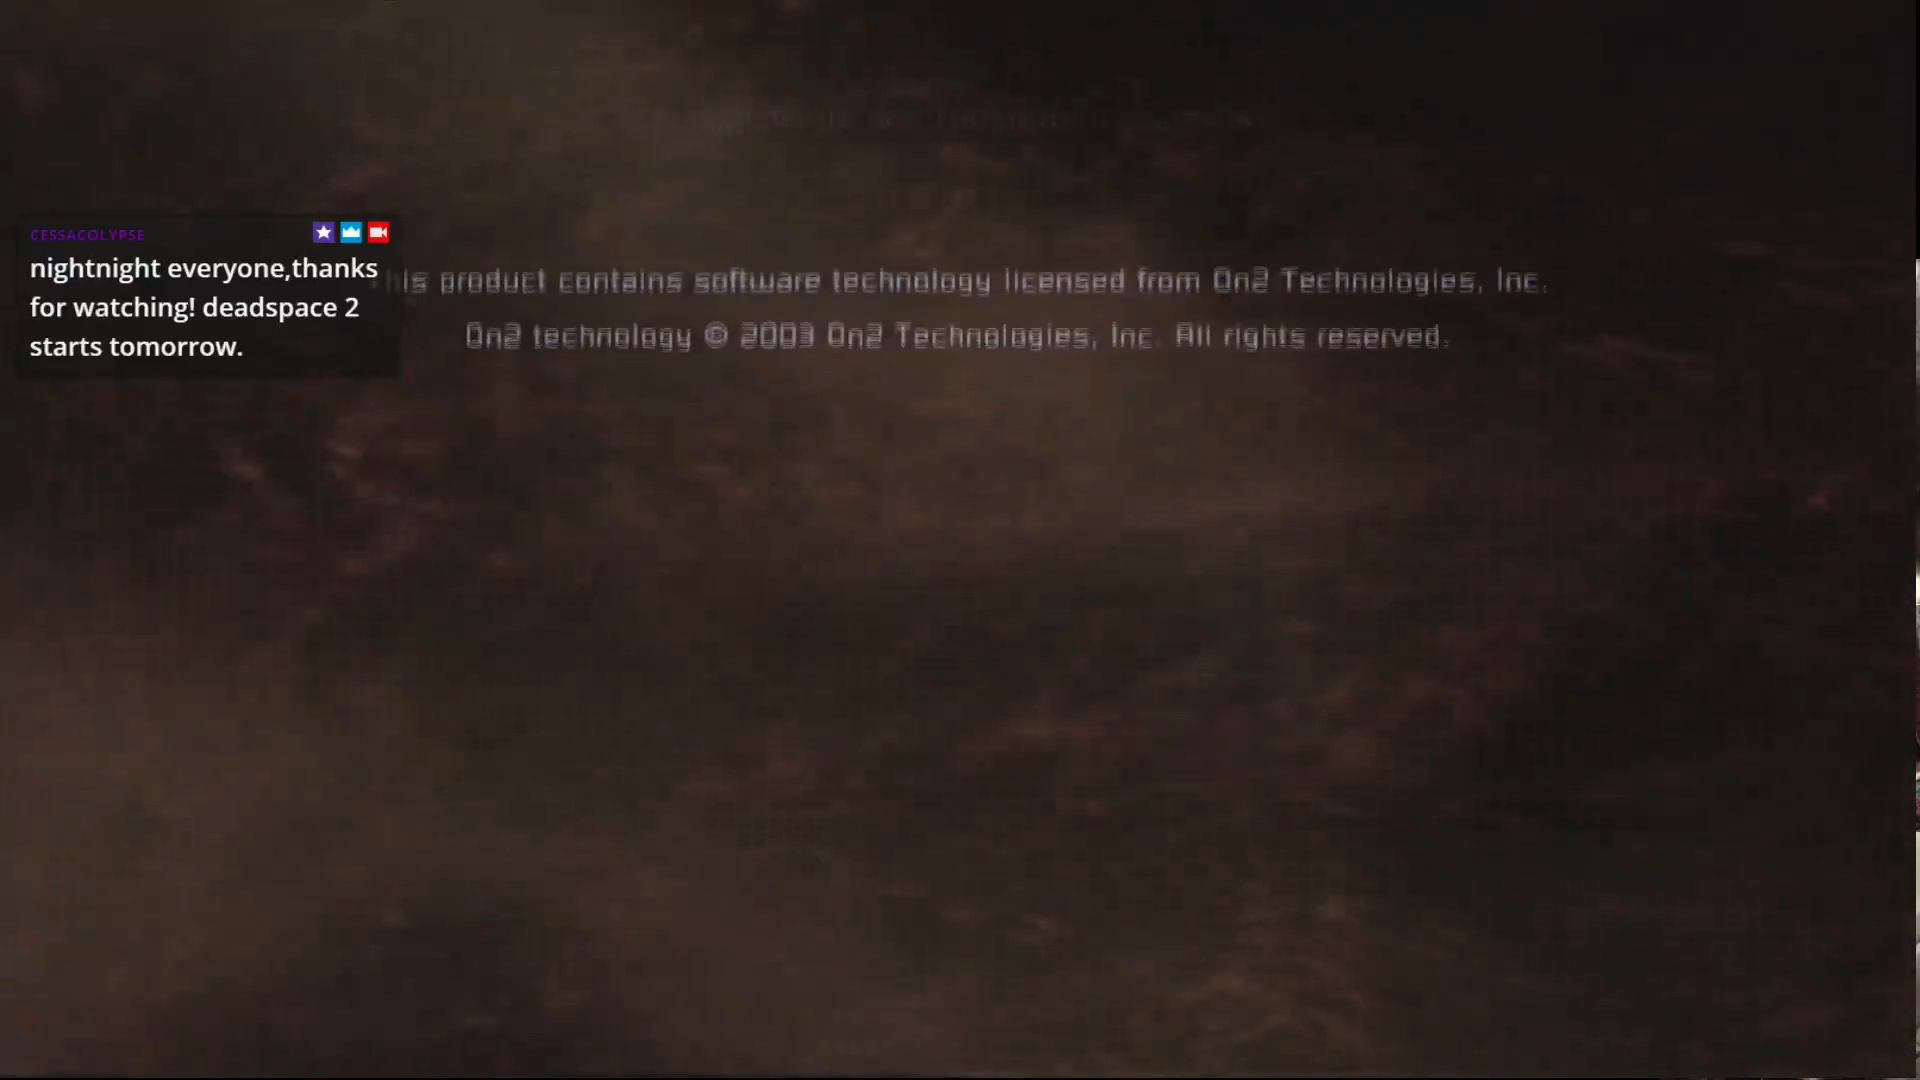 CESSACOLYPSE
nightnight everyone,thanks
for watching! deadspace 2
starts tomorrow.
his product contains software technology licensed from On2 Technologies, Inc.
On2 technology © 2003 On2 Technologies, Inc. All rights reserved.